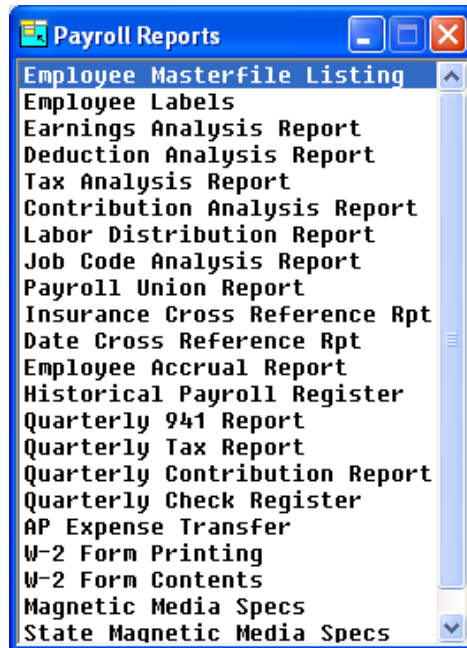 Payroll Reports
Employee Masterfile Listing
Employee Labels
Earnings Analysis Report
Deduction Analysis Report
Tax Analysis Report
Contribution Analysis Report
Labor Distribution Report
Job Code Analysis Report
Payroll Union Report
Insurance Cross Reference Rpt
Date Cross Reference Rpt
Employee Accrual Report
Historical Payroll Register
Quarterly 941 Report
Quarterly Tax Report
Quarterly Contribution Report
Quarterly Check Register
AP Expense Transfer
W-2 Form Printing
W-2 Form Contents
Magnetic Media Specs
State Magnetic Media Specs